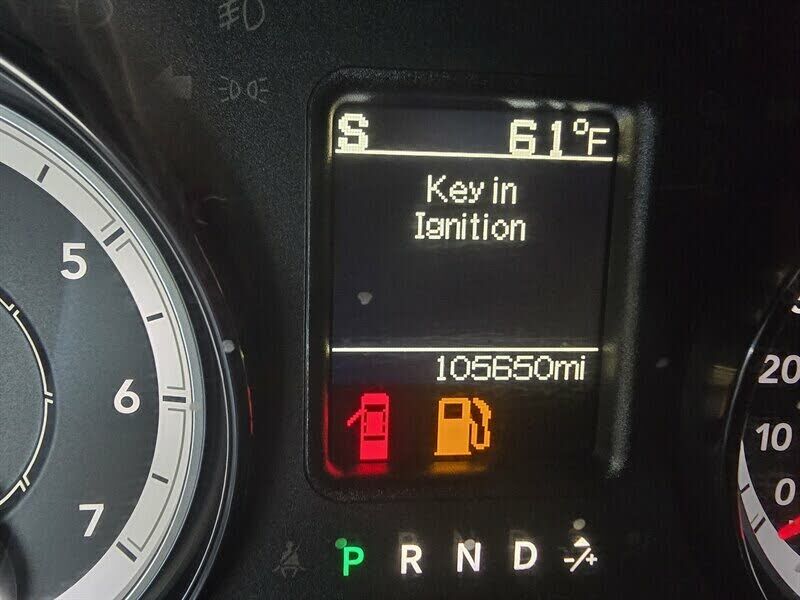 S 61°F
Key in
Ignition
105650mi
5
6
7
20
10
0
P R N D -/+